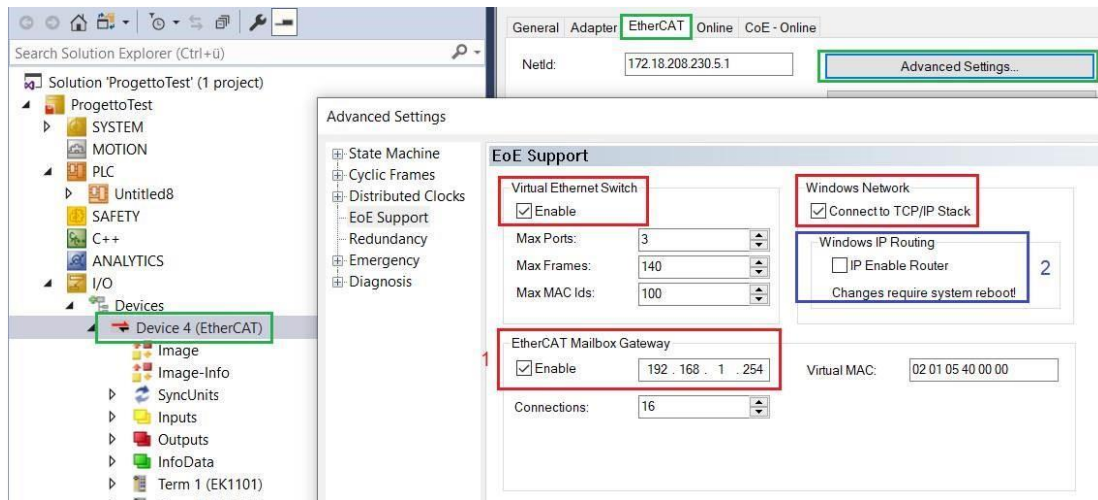 Search Solution Explorer (Ctrl+ü)
Solution 'ProgettoTest' (1 project)
ProgettoTest
SYSTEM
MOTION
PLC
Untitled8
SAFETY
C++
ANALYTICS
I/O
Devices
Device 4 (EtherCAT)
Image
Image-Info
SyncUnits
Inputs
Outputs
InfoData
Term 1 (EK1101)
General Adapter EtherCAT Online CoE - Online
NetId: 172.18.208.230.5.1 Advanced Settings...
Advanced Settings
State Machine
Cyclic Frames
Distributed Clocks
EoE Support
Redundancy
Emergency
Diagnosis
EoE Support
Virtual Ethernet Switch
Enable
Max Ports: 3
Max Frames: 140
Max MAC Ids: 100
Windows Network
Connect to TCP/IP Stack
Windows IP Routing
IP Enable Router
Changes require system reboot!
2
1
EtherCAT Mailbox Gateway
Enable 192 . 168 . 1 . 254 Virtual MAC: 02 01 05 40 00 00
Connections: 16